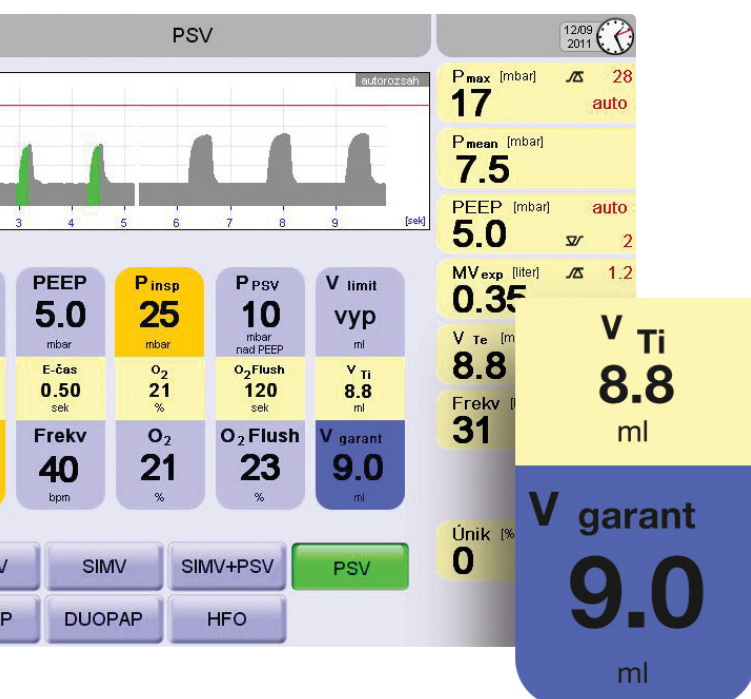 PSV
12/09
2011
autorozsah
3 4 5 6 7 8 9 [sek]
Pmax [mbar] 28
17 auto
Pmean [mbar]
7.5
PEEP [mbar] auto
5.0 2
MVexp [liter] 1.2
0.35
V Te
8.8
Frekv
31
Únik [%
0
PEEP
5.0
mbar
E-čas
0.50
sek
Frekv
40
bpm
Pinsp
25
mbar
O2
21
%
O2
21
%
PPSV
10
mbar
nad PEEP
O2Flush
120
sek
O2 Flush
23
%
V limit
vyp
ml
V Ti
8.8
ml
V garant
9.0
ml
SIMV SIMV+PSV PSV
DUOPAP HFO
V Ti
8.8
ml
V garant
9.0
ml